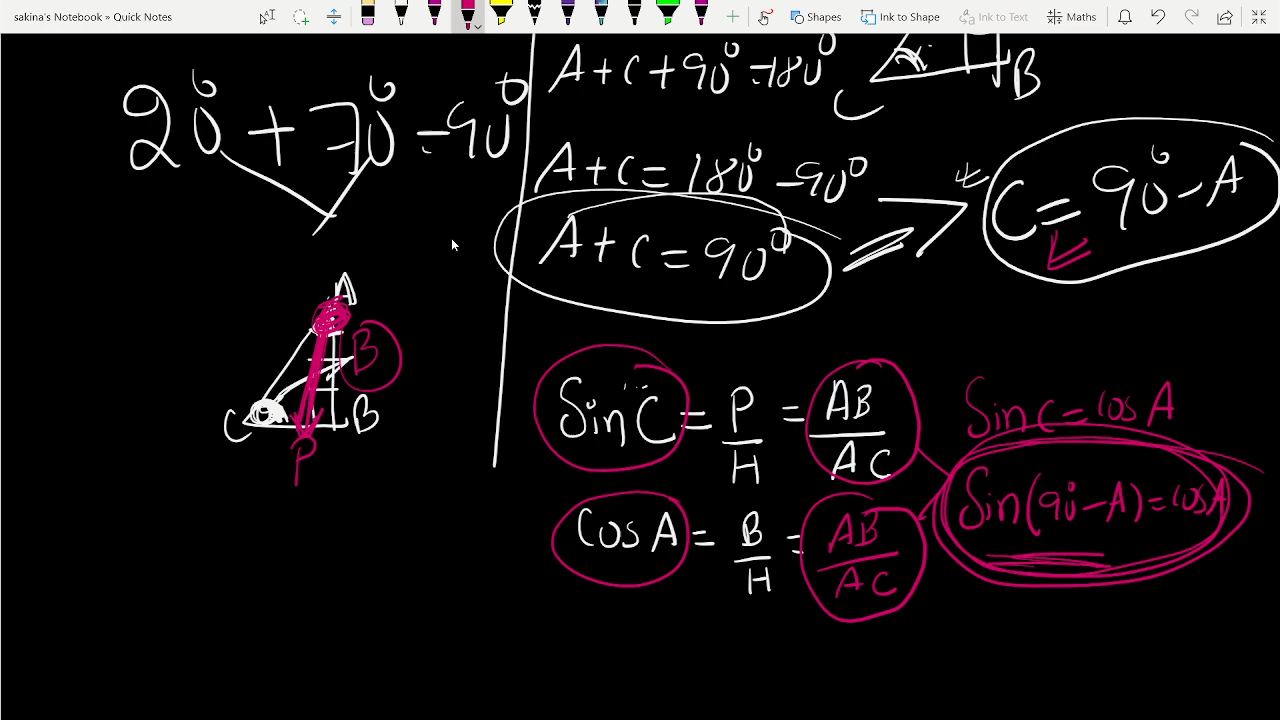 sakina's Notebook » Quick Notes
Shapes Ink to Shape Ink to Text Maths
20° + 70° = 90°
A
B
C
B
P
A+C+90°=180°
C
B
A+C=180°-90°
A+C=90°
C=90°-A
Sin C = P/H = AB/AC
Cos A = B/H = AB/AC
Sin C = cos A
Sin(90°-A)=cosA